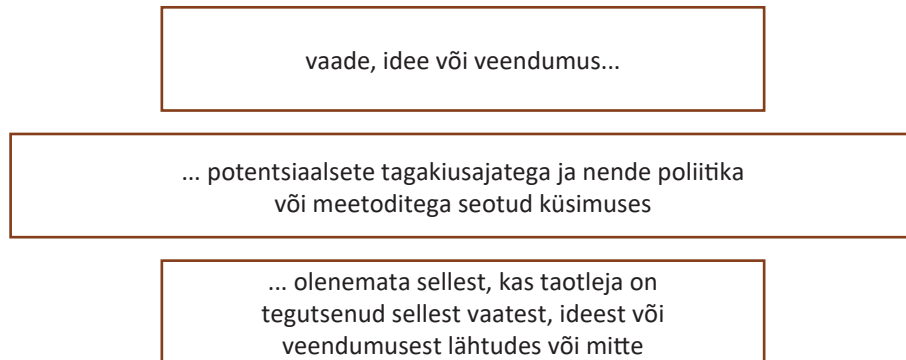 vaade, idee või veendumus...
... potentsiaalsete tagakiusajatega ja nende poliitika
või meetoditega seotud küsimuses
... olenemata sellest, kas taotleja on
tegutsenud sellest vaatest, ideest või
veendumusest lähtudes või mitte